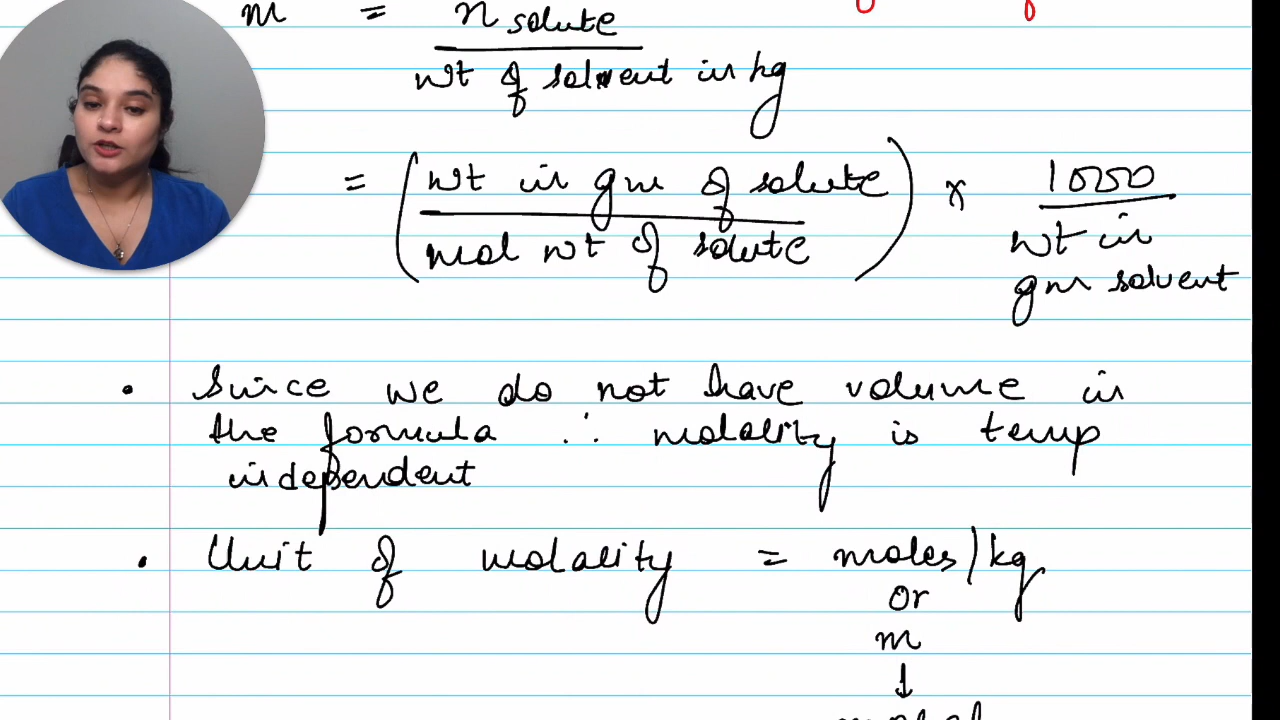 m = n solute
wt of solvent in kg
= ( wt in gm of solute ) x 1000
mol wt of solute
wt in
gm solvent
• Since we do not have volume in
the formula ∴ molality is temp
independent
• Unit of molality = moles/kg
or
m
↓
molal